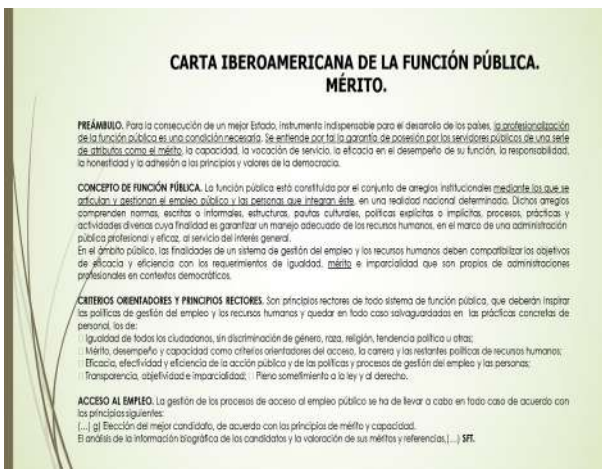 CARTA IBEROAMERICANA DE LA FUNCIÓN PÚBLICA.
MÉRITO.
PREÁMBULO. Para la consecución de un mejor Estado, instrumento indispensable para el desarrollo de los países, la profesionalización
de la función pública es una condición necesaria. Se entiende por tal la garantía de posesión por los servidores públicos de una serie
de atributos como el mérito, la capacidad, la vocación de servicio, la eficacia en el desempeño de su función, la responsabilidad,
la honestidad y la adhesión a los principios y valores de la democracia.
CONCEPTO DE FUNCIÓN PÚBLICA. La función pública está constituida por el conjunto de arreglos institucionales mediante los que se
articulan y gestionan el empleo público y las personas que integran éste, en una realidad nacional determinada. Dichos arreglos
comprenden normas, escritas o informales, estructuras, pautas culturales, políticas explícitas o implícitas, procesos, prácticas y
actividades diversas cuya finalidad es garantizar un manejo adecuado de los recursos humanos, en el marco de una administración
pública profesional y eficaz, al servicio del interés general.
En el ámbito público, las finalidades de un sistema de gestión del empleo y los recursos humanos deben compatibilizar los objetivos
de eficacia y eficiencia con los requerimientos de igualdad, mérito e imparcialidad que son propios de administraciones
profesionales en contextos democráticos.
CRITERIOS ORIENTADORES Y PRINCIPIOS RECTORES. Son principios rectores de todo sistema de función pública, que deberán inspirar
las políticas de gestión del empleo y los recursos humanos y quedar en todo caso salvaguardados en las prácticas concretas de
personal, los de:
Igualdad de todos los ciudadanos, sin discriminación de género, raza, religión, tendencia política u otras;
Mérito, desempeño y capacidad como criterios orientadores del acceso, la carrera y las restantes políticas de recursos humanos;
Eficacia, efectividad y eficiencia de la acción pública y de las políticas y procesos de gestión del empleo y las personas;
Transparencia, objetividad e imparcialidad; Pleno sometimiento a la ley y al derecho.
ACCESO AL EMPLEO. La gestión de los procesos de acceso al empleo público se ha de llevar a cabo en todo caso de acuerdo con
los principios siguientes:
(...) g) Elección del mejor candidato, de acuerdo con los principios de mérito y capacidad.
El análisis de la información biográfica de los candidatos y la valoración de sus méritos y referencias,(...) SFT.